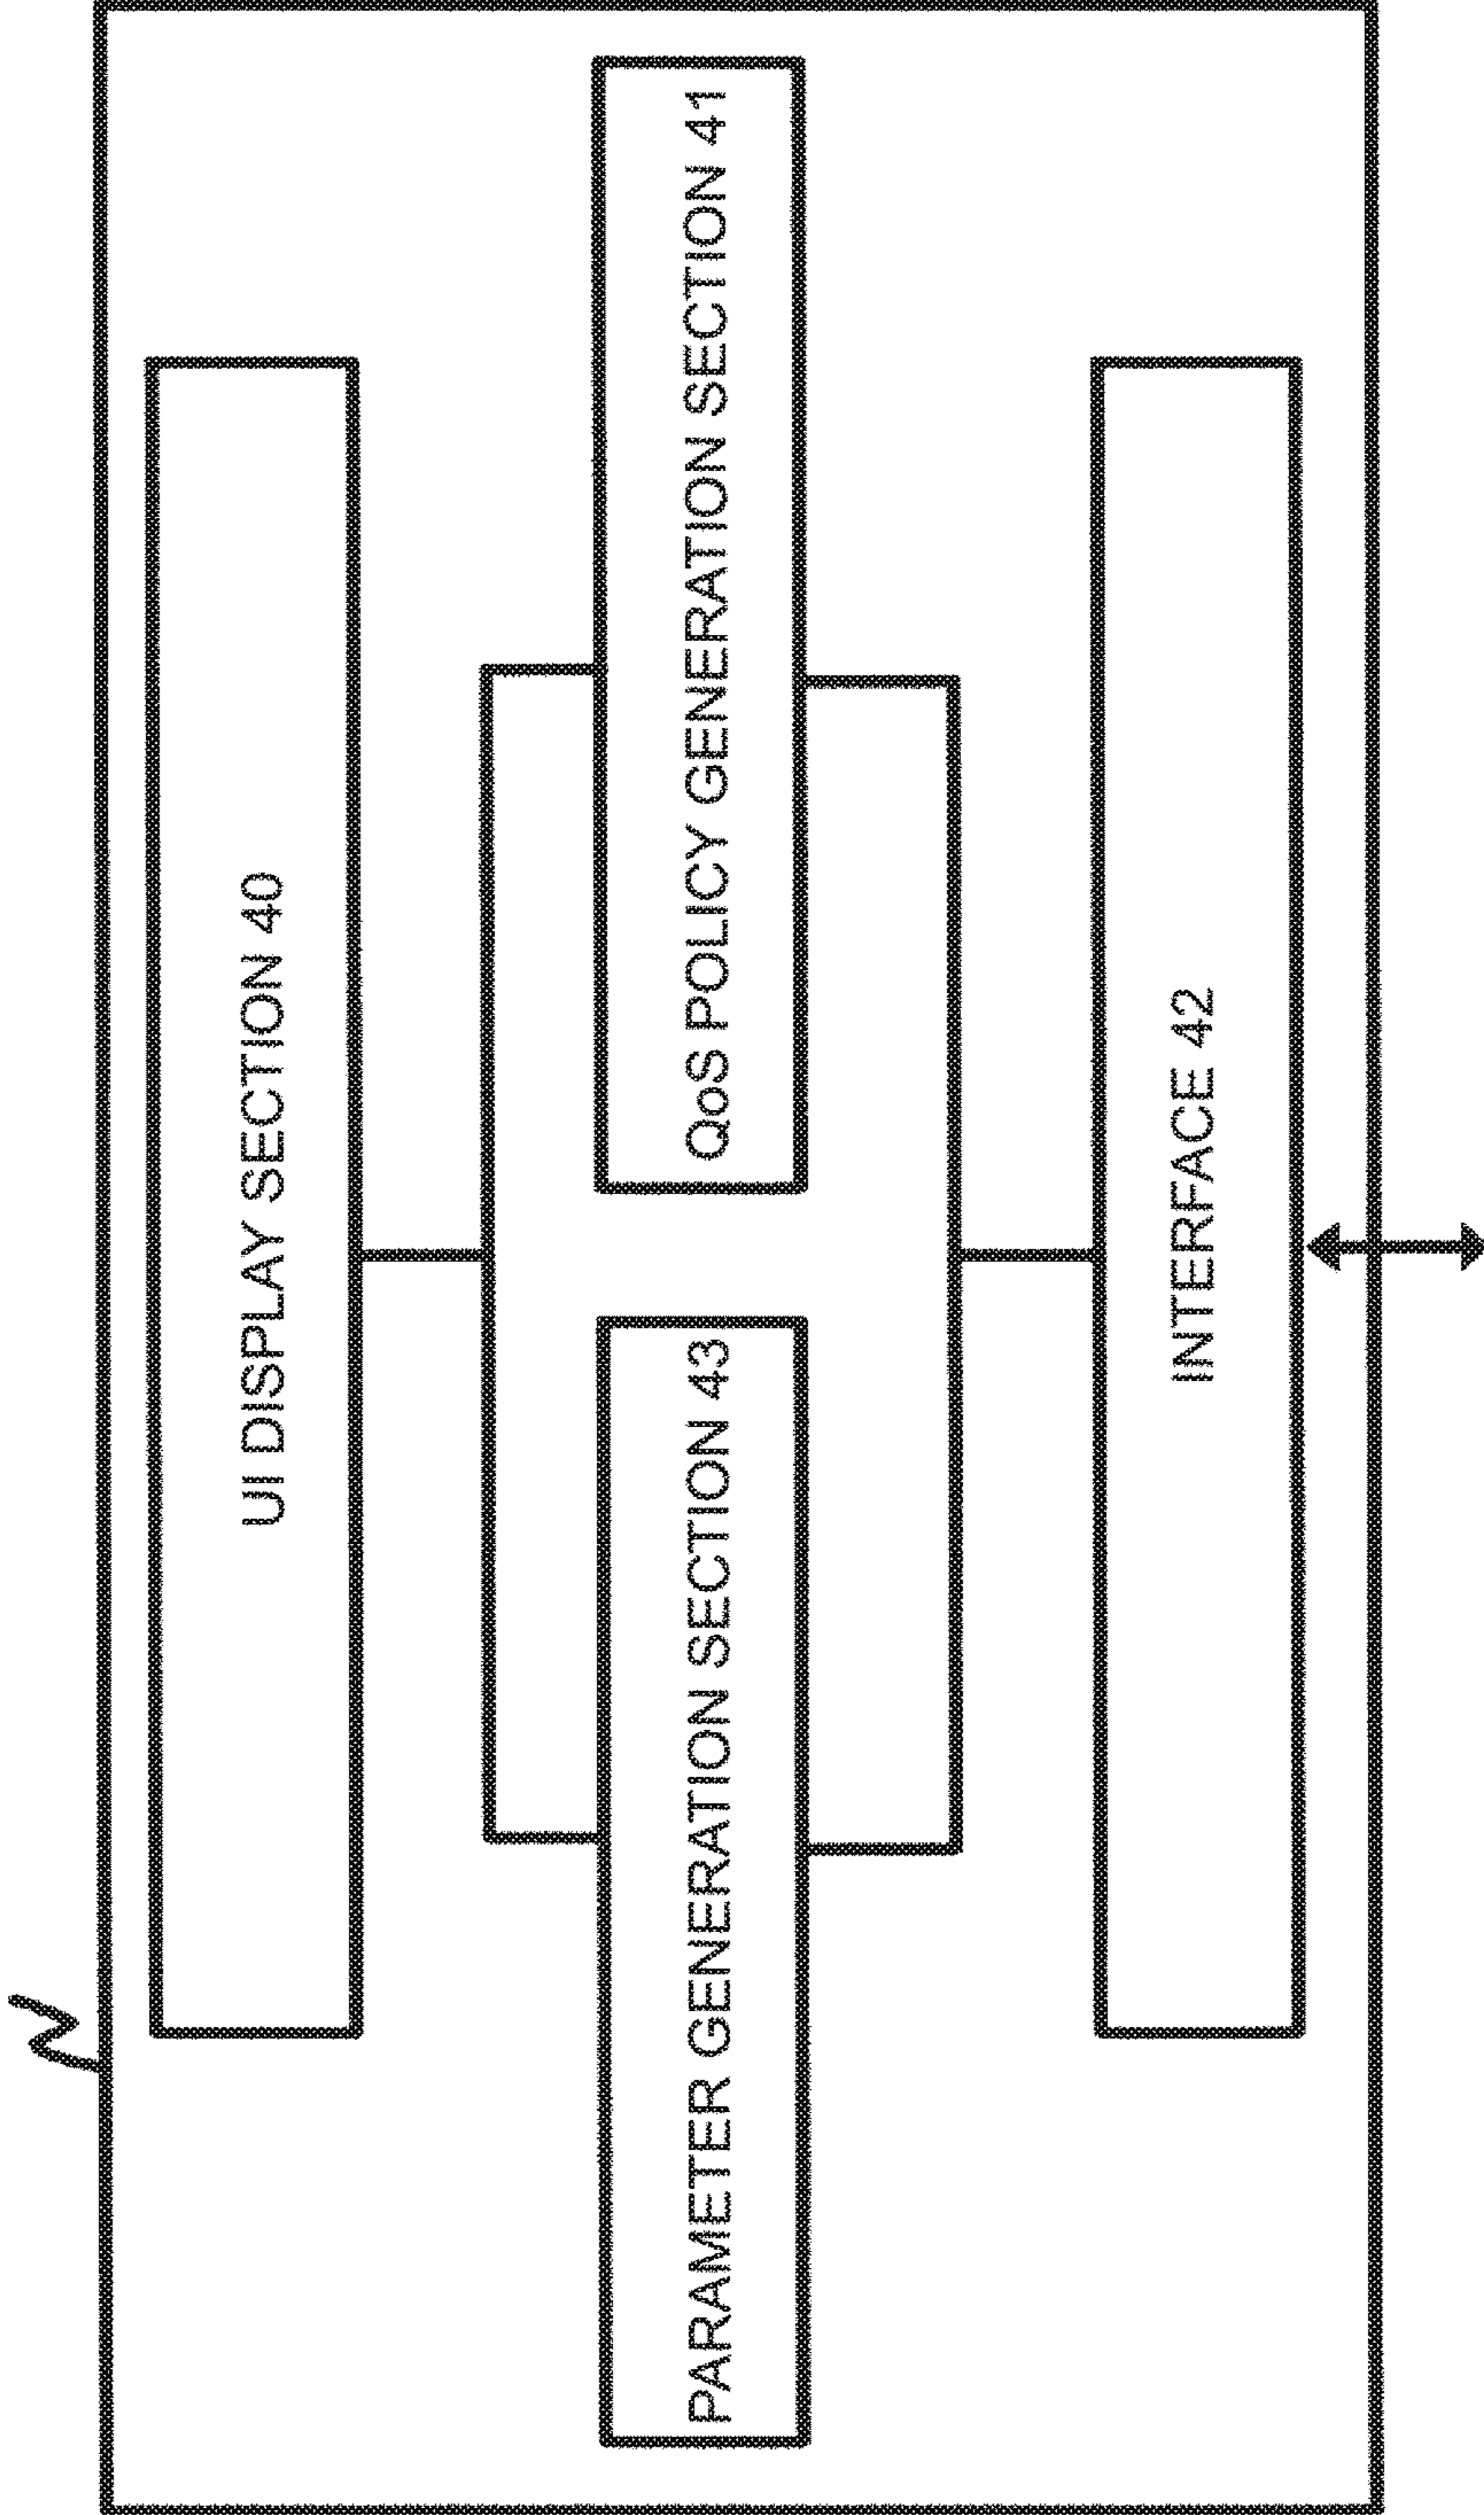 UI DISPLAY SECTION 40
PARAMETER GENERATION SECTION 43
QoS POLICY GENERATION SECTION 41
INTERFACE 42